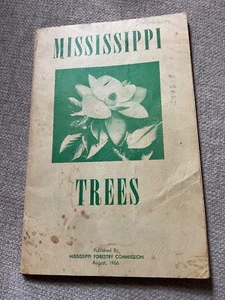 MISSISSIPPI
TREES
Published By
MISSISSIPPI FORESTRY COMMISSION
August, 1966